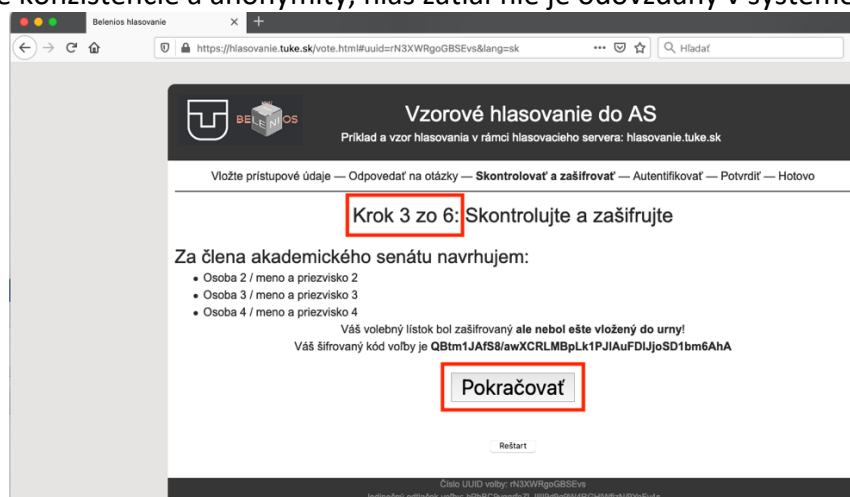 konzistencie a anonymity, hlas zatiaľ nie je odovzdaný v systéme
Belenios hlasovanie
https://hlasovanie.tuke.sk/vote.html#uuid=rN3XWRgoGBSEvs&lang=sk
Hľadať
BELENIOS
Vzorové hlasovanie do AS
Príklad a vzor hlasovania v rámci hlasovacieho servera: hlasovanie.tuke.sk
Vložte prístupové údaje — Odpovedať na otázky — Skontrolovať a zašifrovať — Autentifikovať — Potvrdiť — Hotovo
Krok 3 zo 6: Skontrolujte a zašifrujte
Za člena akademického senátu navrhujem:
• Osoba 2 / meno a priezvisko 2
• Osoba 3 / meno a priezvisko 3
• Osoba 4 / meno a priezvisko 4
Váš volebný lístok bol zašifrovaný ale nebol ešte vložený do urny!
Váš šifrovaný kód voľby je QBtm1JAfS8/awXCRLMBpLk1PJIAuFDIJjoSD1bm6AhA
Pokračovať
Reštart
Číslo UUID voľby: rN3XWRgoGBSEvs